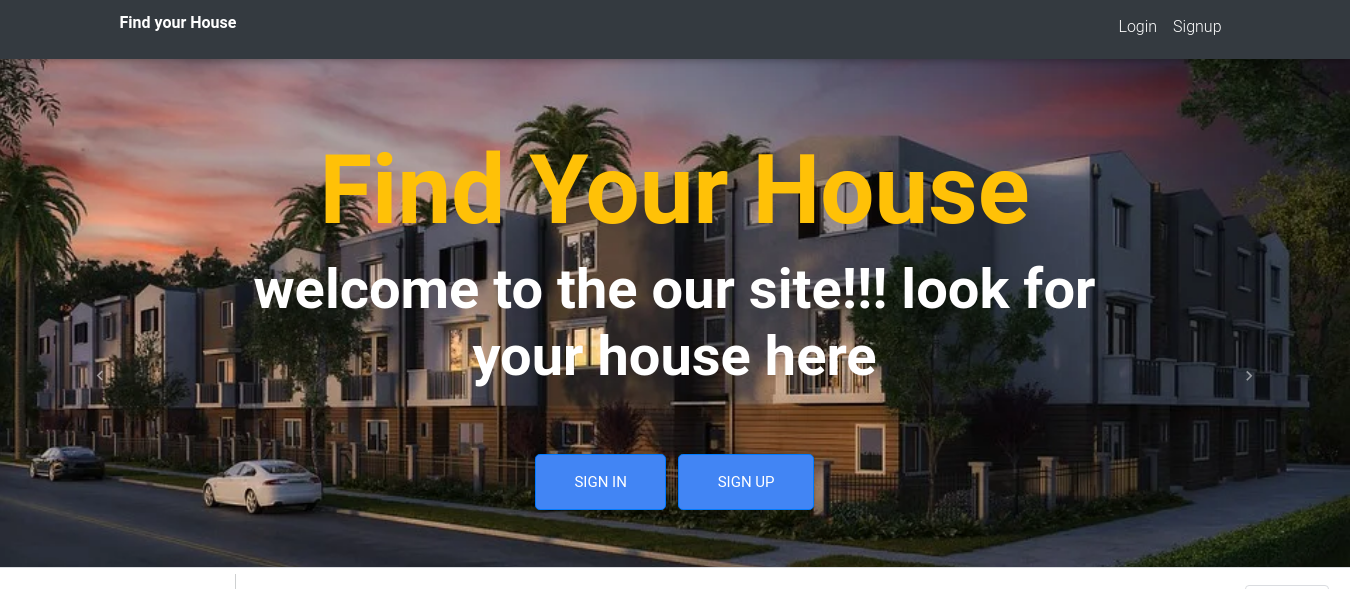 Find your House
Login Signup
Find Your House
welcome to the our site!!! look for
your house here
SIGN IN SIGN UP